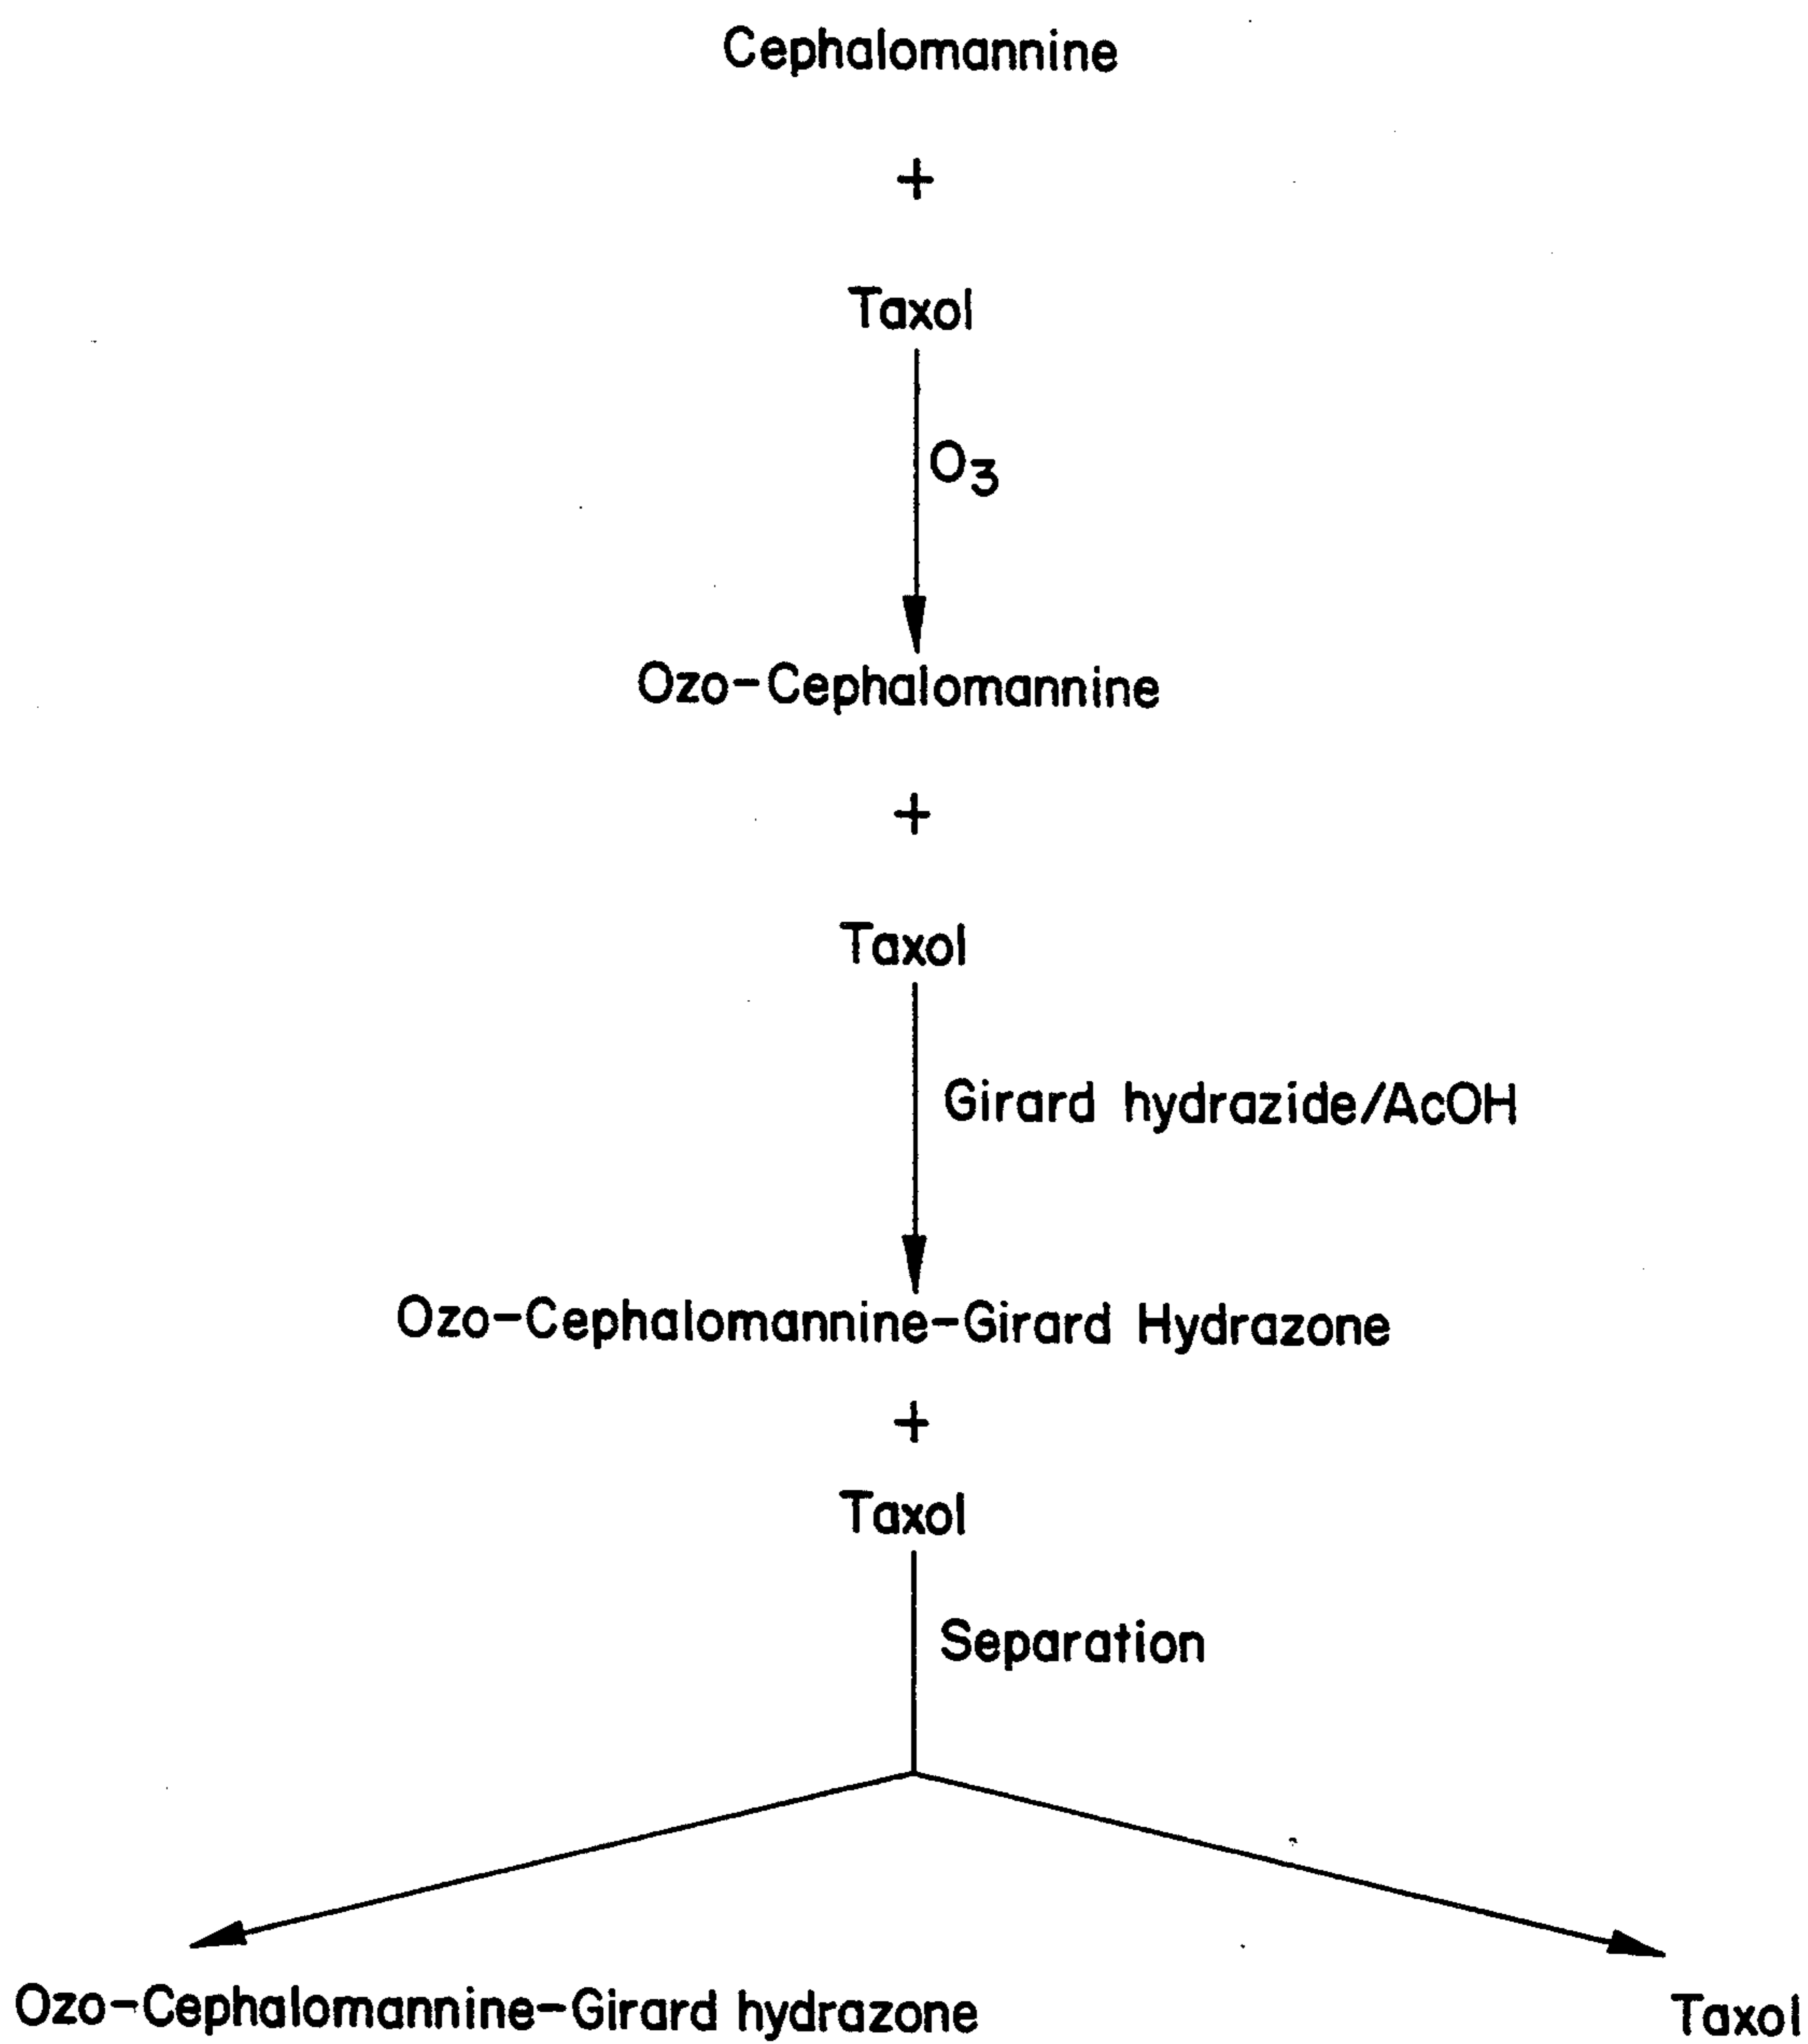 Cephalomannine
+
Taxol
O3
Ozo-Cephalomannine
+
Taxol
Girard hydrazide/AcOH
Ozo-Cephalomannine-Girard Hydrazone
+
Taxol
Separation
Ozo-Cephalomannine-Girard hydrazone
Taxol